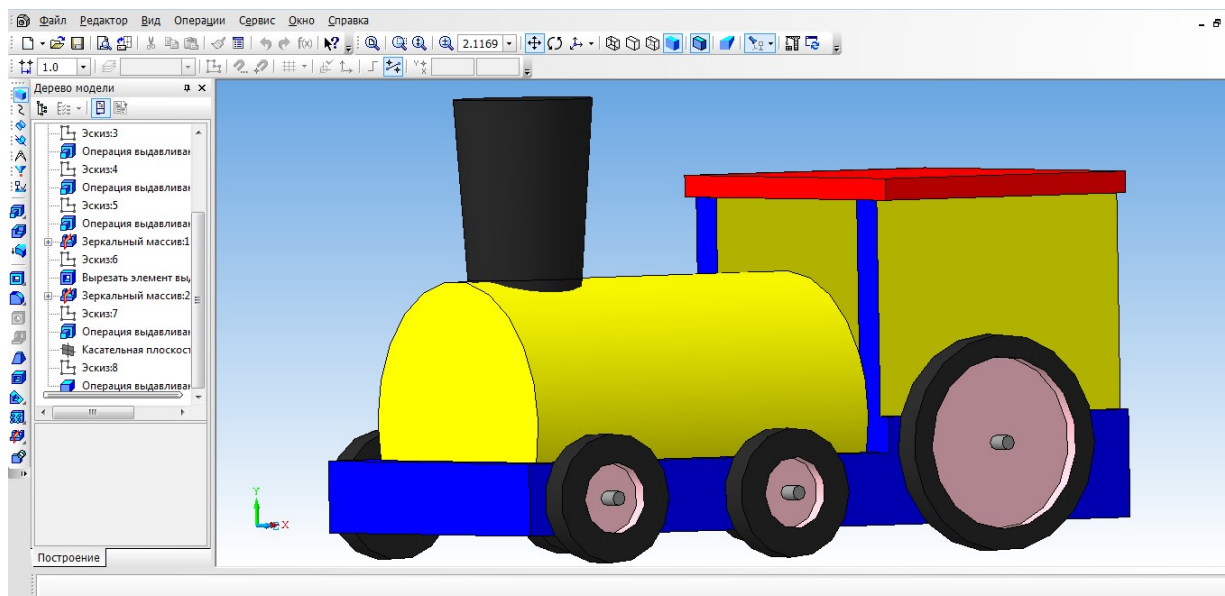 Файл Редактор Вид Операции Сервис Окно Справка
f(x) 2.1169
1.0
Дерево модели
Эскиз:3
Операция выдавливан
Эскиз:4
Операция выдавливан
Эскиз:5
Операция выдавливан
Зеркальный массив:1
Эскиз:6
Вырезать элемент выд
Зеркальный массив:2
Эскиз:7
Операция выдавливан
Касательная плоскост
Эскиз:8
Операция выдавливан
Y
X
Построение